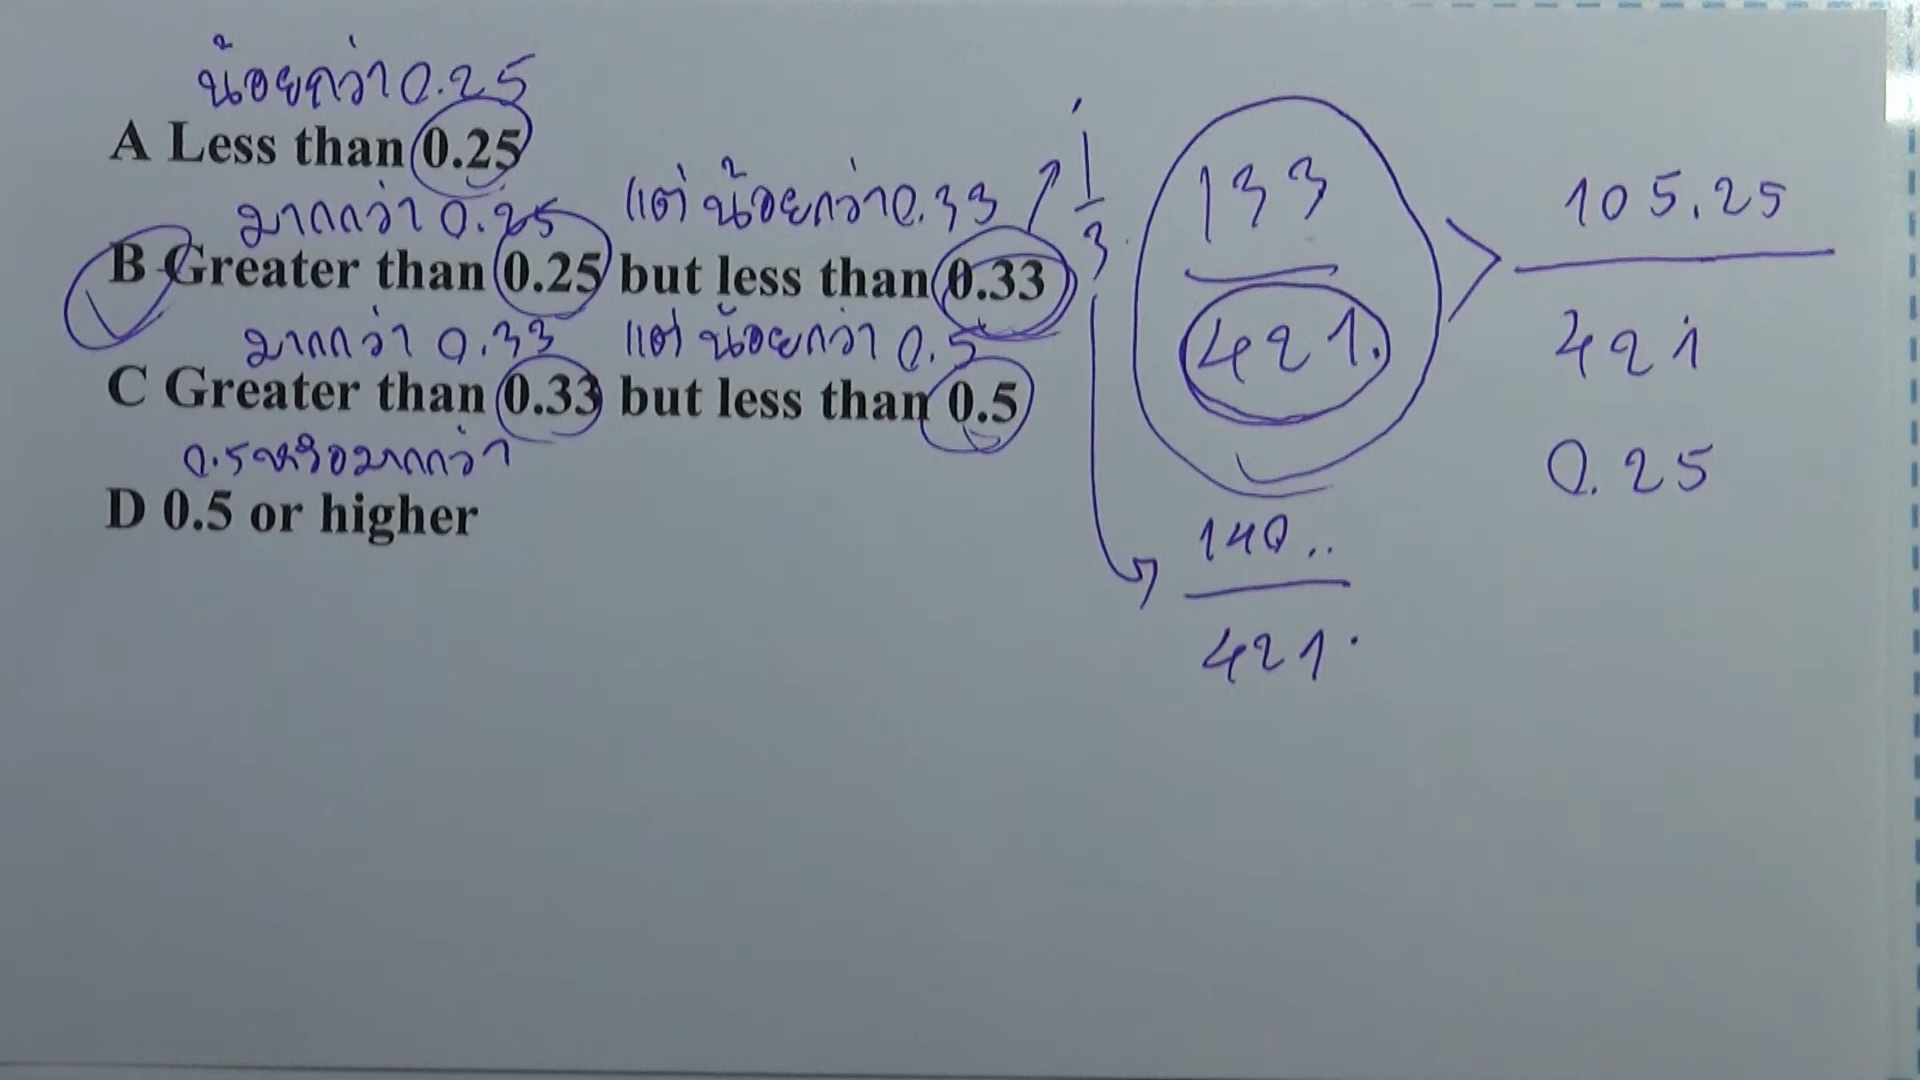 น้อยกว่า 0.25
A Less than 0.25
มากกว่า 0.25 แต่ น้อยกว่า 0.33
B Greater than 0.25 but less than 0.33
มากกว่า 0.33 แต่ น้อยกว่า 0.5
C Greater than 0.33 but less than 0.5
0.5 หรือมากกว่า
D 0.5 or higher
1
3
133
421.
140..
421.
>
105.25
421
0.25